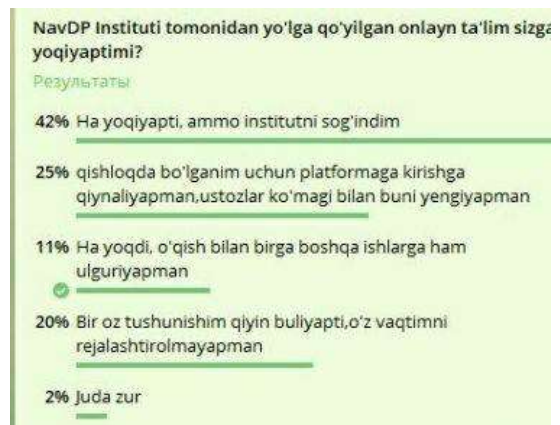 NavDP Instituti tomonidan yo'lga qo'yilgan onlayn ta'lim sizga
yoqiyaptimi?
Результаты
42% Ha yoqiyapti, ammo institutni sog'indim
25% qishloqda bo'lganim uchun platformaga kirishga
qiynaliyapman,ustozlar ko'magi bilan buni yengiyapman
11% Ha yoqdi, o'qish bilan birga boshqa ishlarga ham
ulguriyapman
20% Bir oz tushunishim qiyin buliyapti,o'z vaqtimni
rejalashtirolmayapman
2% Juda zur